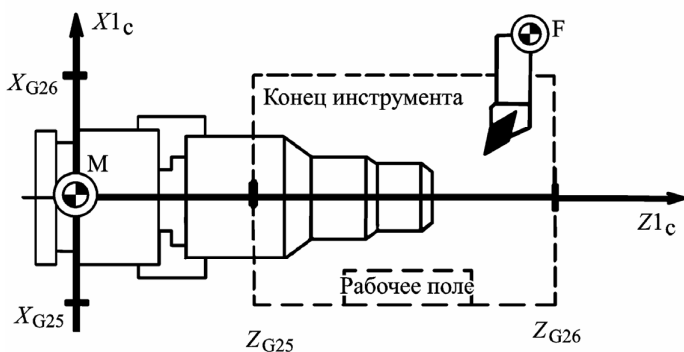 X1c
F
XG26
Конец инструмента
M
Z1c
Рабочее поле
XG25
ZG25
ZG26